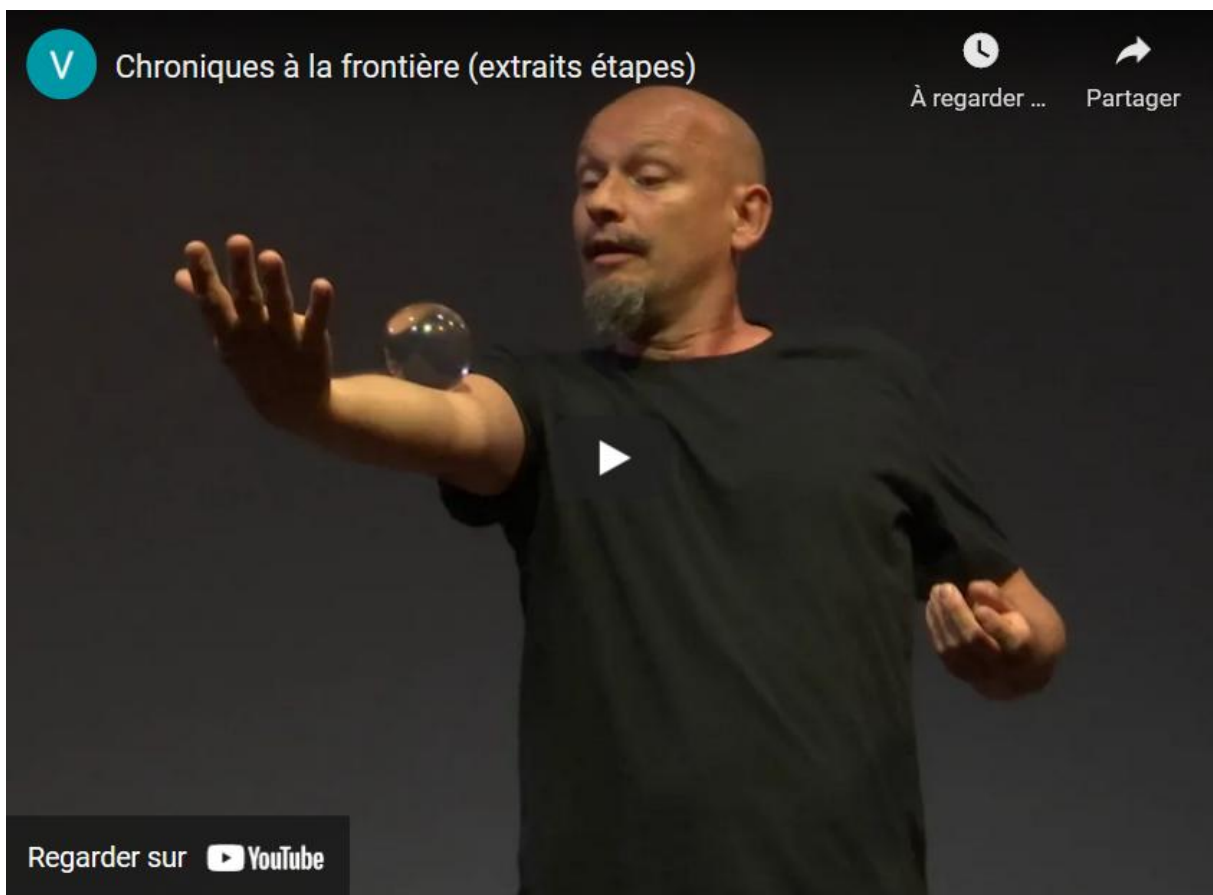 V
Chroniques à la frontière (extraits étapes)
À regarder ...
Partager
Regarder sur YouTube